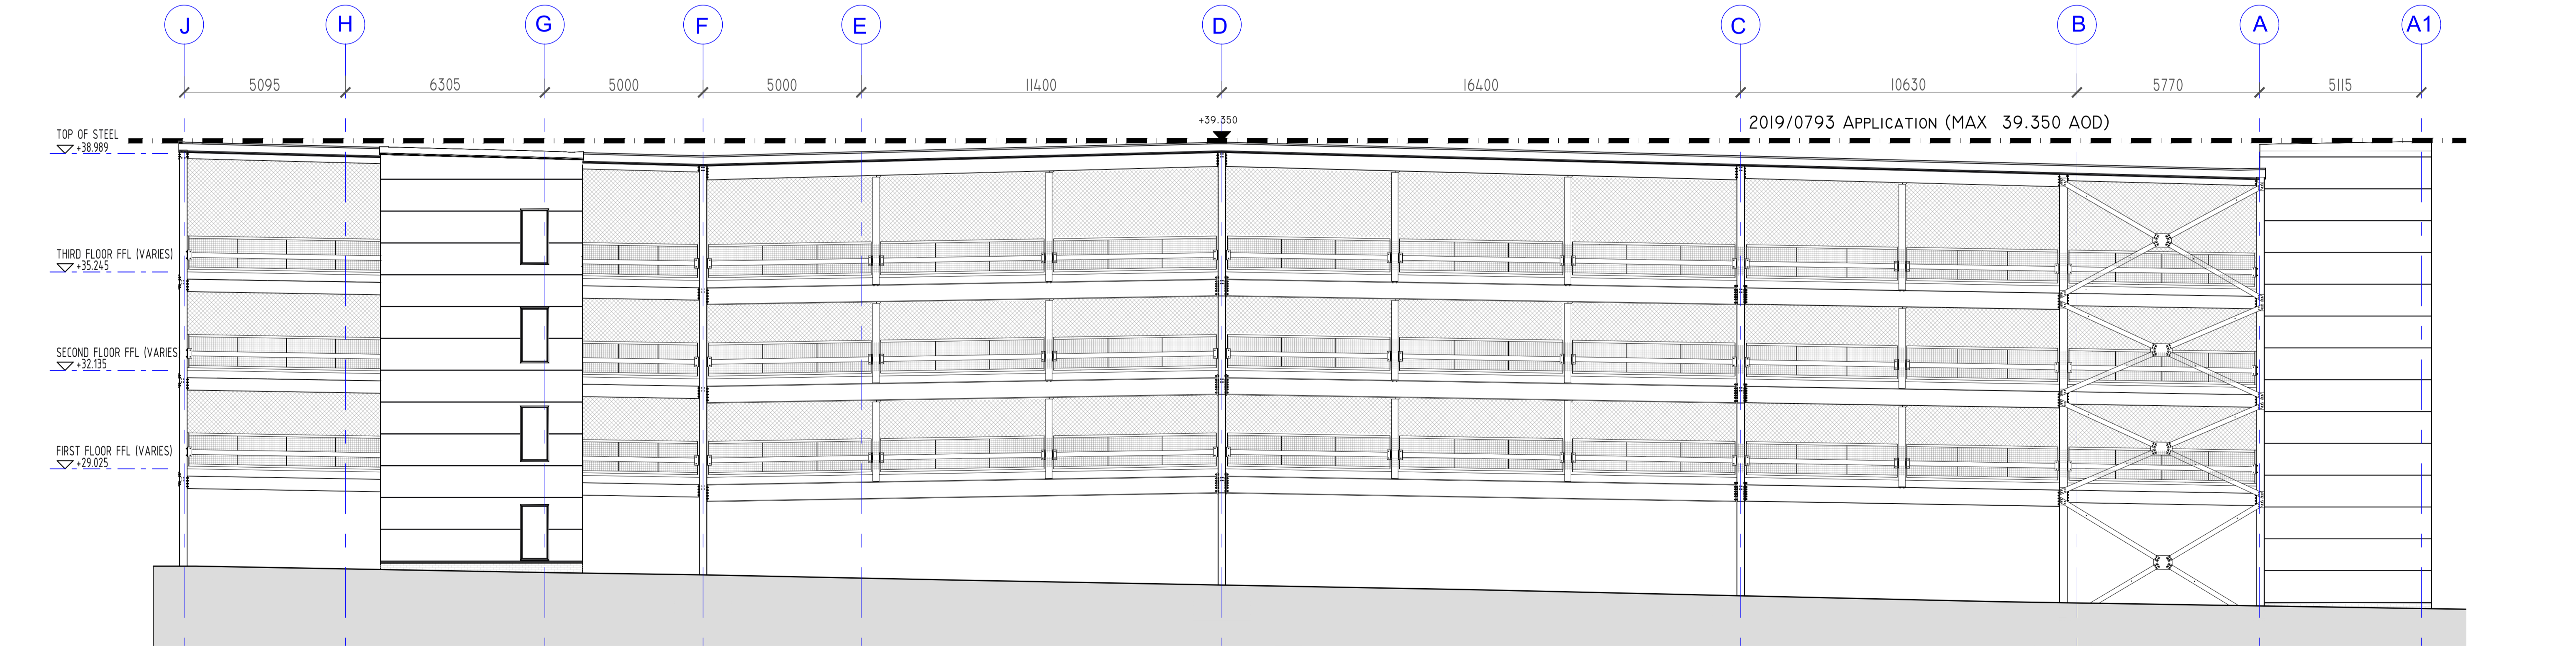 J H G F E D C B A A1
5095 6305 5000 5000 11400 16400 10630 5770 5115
+39.350
2019/0793 APPLICATION (MAX 39.350 AOD)
TOP OF STEEL
+38.989
THIRD FLOOR FFL (VARIES)
+35.245
SECOND FLOOR FFL (VARIES)
+32.135
FIRST FLOOR FFL (VARIES)
+29.025